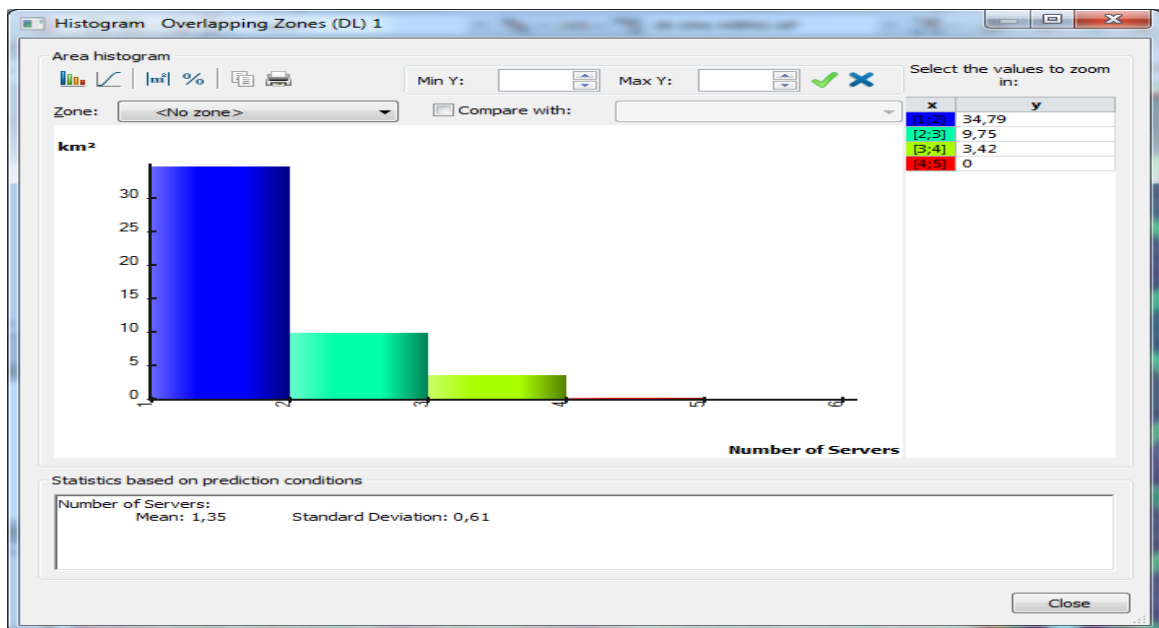 Histogram Overlapping Zones (DL) 1
Area histogram
|m²| %
Min Y:
Max Y:
Select the values to zoom in:
Zone: <No zone>
Compare with:
x y
[1;2] 34,79
[2;3] 9,75
[3;4] 3,42
[4;5] 0
km²
30
25
20
15
10
5
0
1 2 3 4 5 6
Number of Servers
Statistics based on prediction conditions
Number of Servers:
Mean: 1,35 Standard Deviation: 0,61
Close